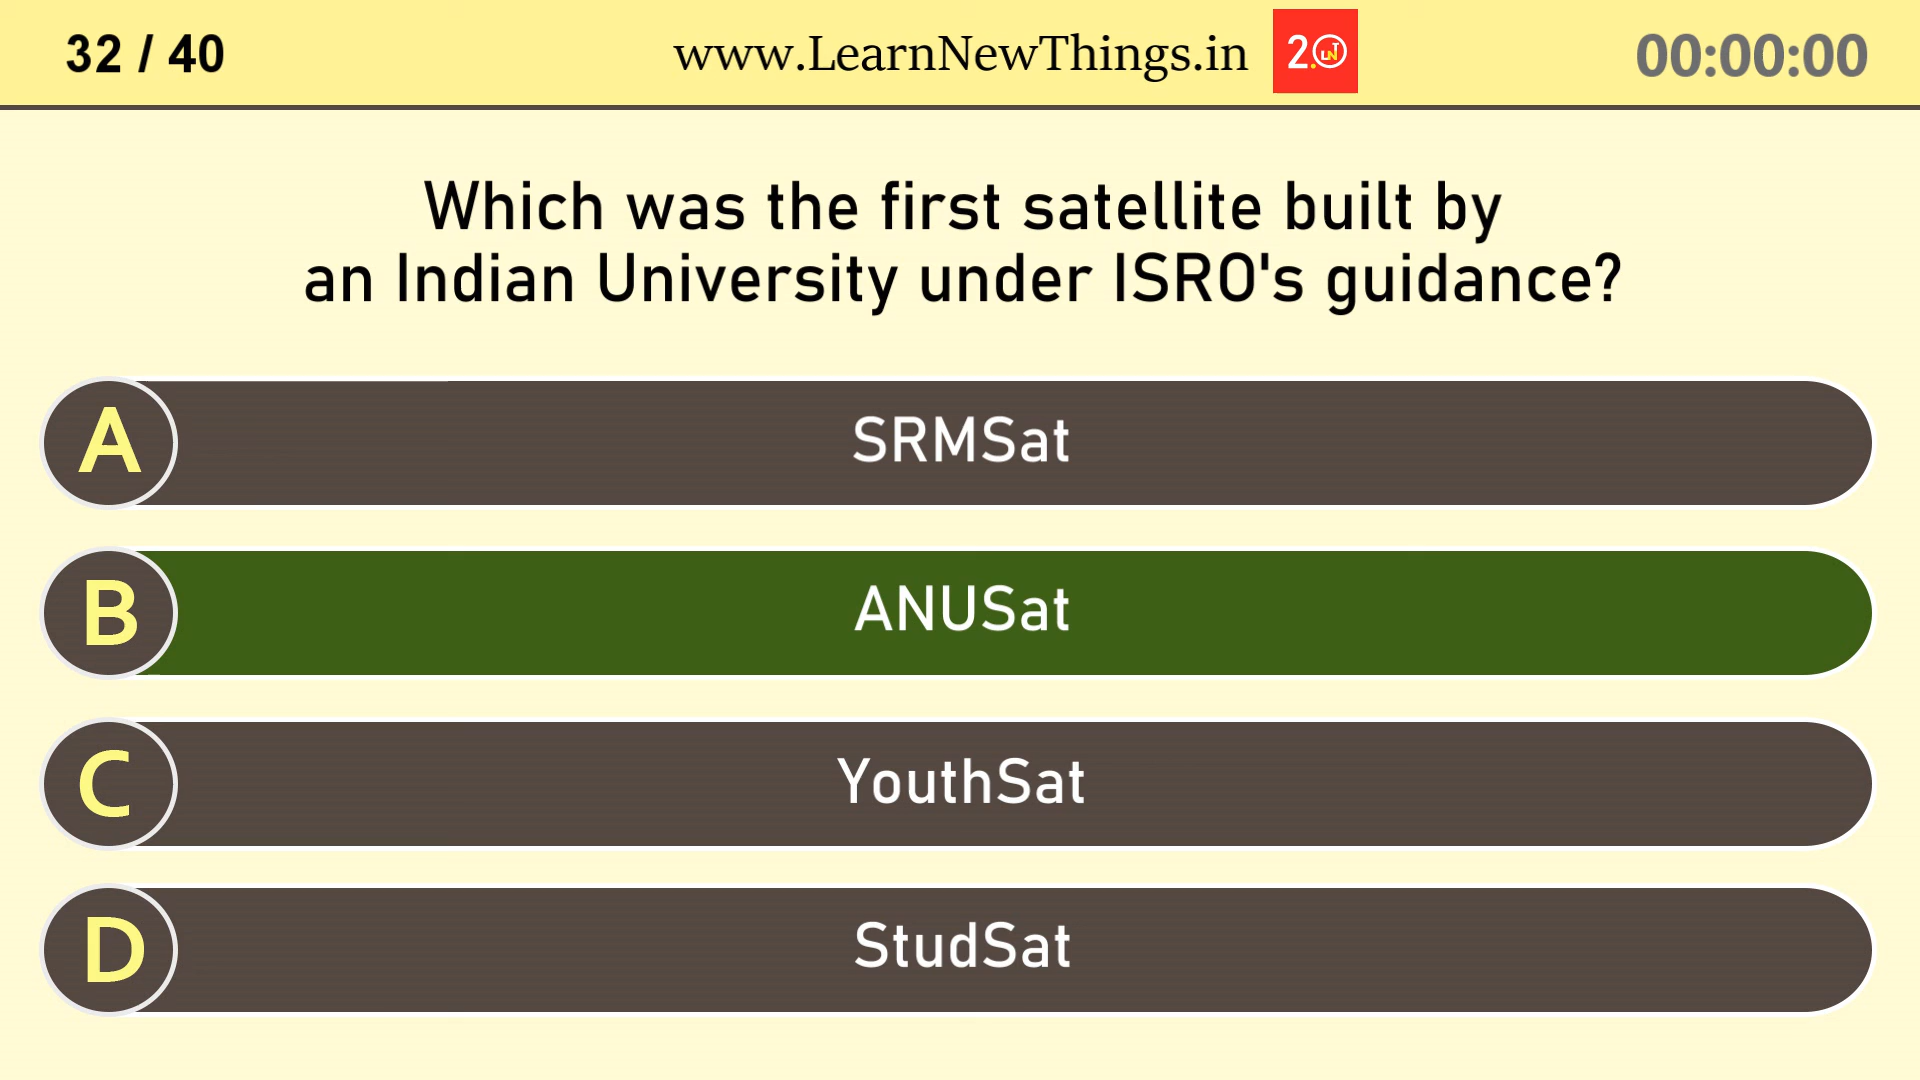 32 / 40
www.LearnNewThings.in
2.LNT
00:00:00
Which was the first satellite built by
an Indian University under ISRO's guidance?
A
SRMSat
B
ANUSat
C
YouthSat
D
StudSat